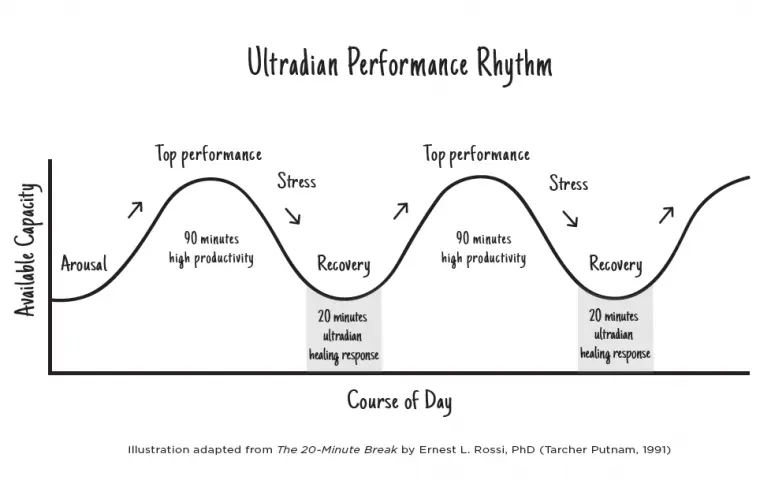 Ultradian Performance Rhythm
Available Capacity
Arousal
Top performance
90 minutes
high productivity
Stress
Recovery
20 minutes
ultradian
healing response
Top performance
90 minutes
high productivity
Stress
Recovery
20 minutes
ultradian
healing response
Course of Day
Illustration adapted from The 20-Minute Break by Ernest L. Rossi, PhD (Tarcher Putnam, 1991)